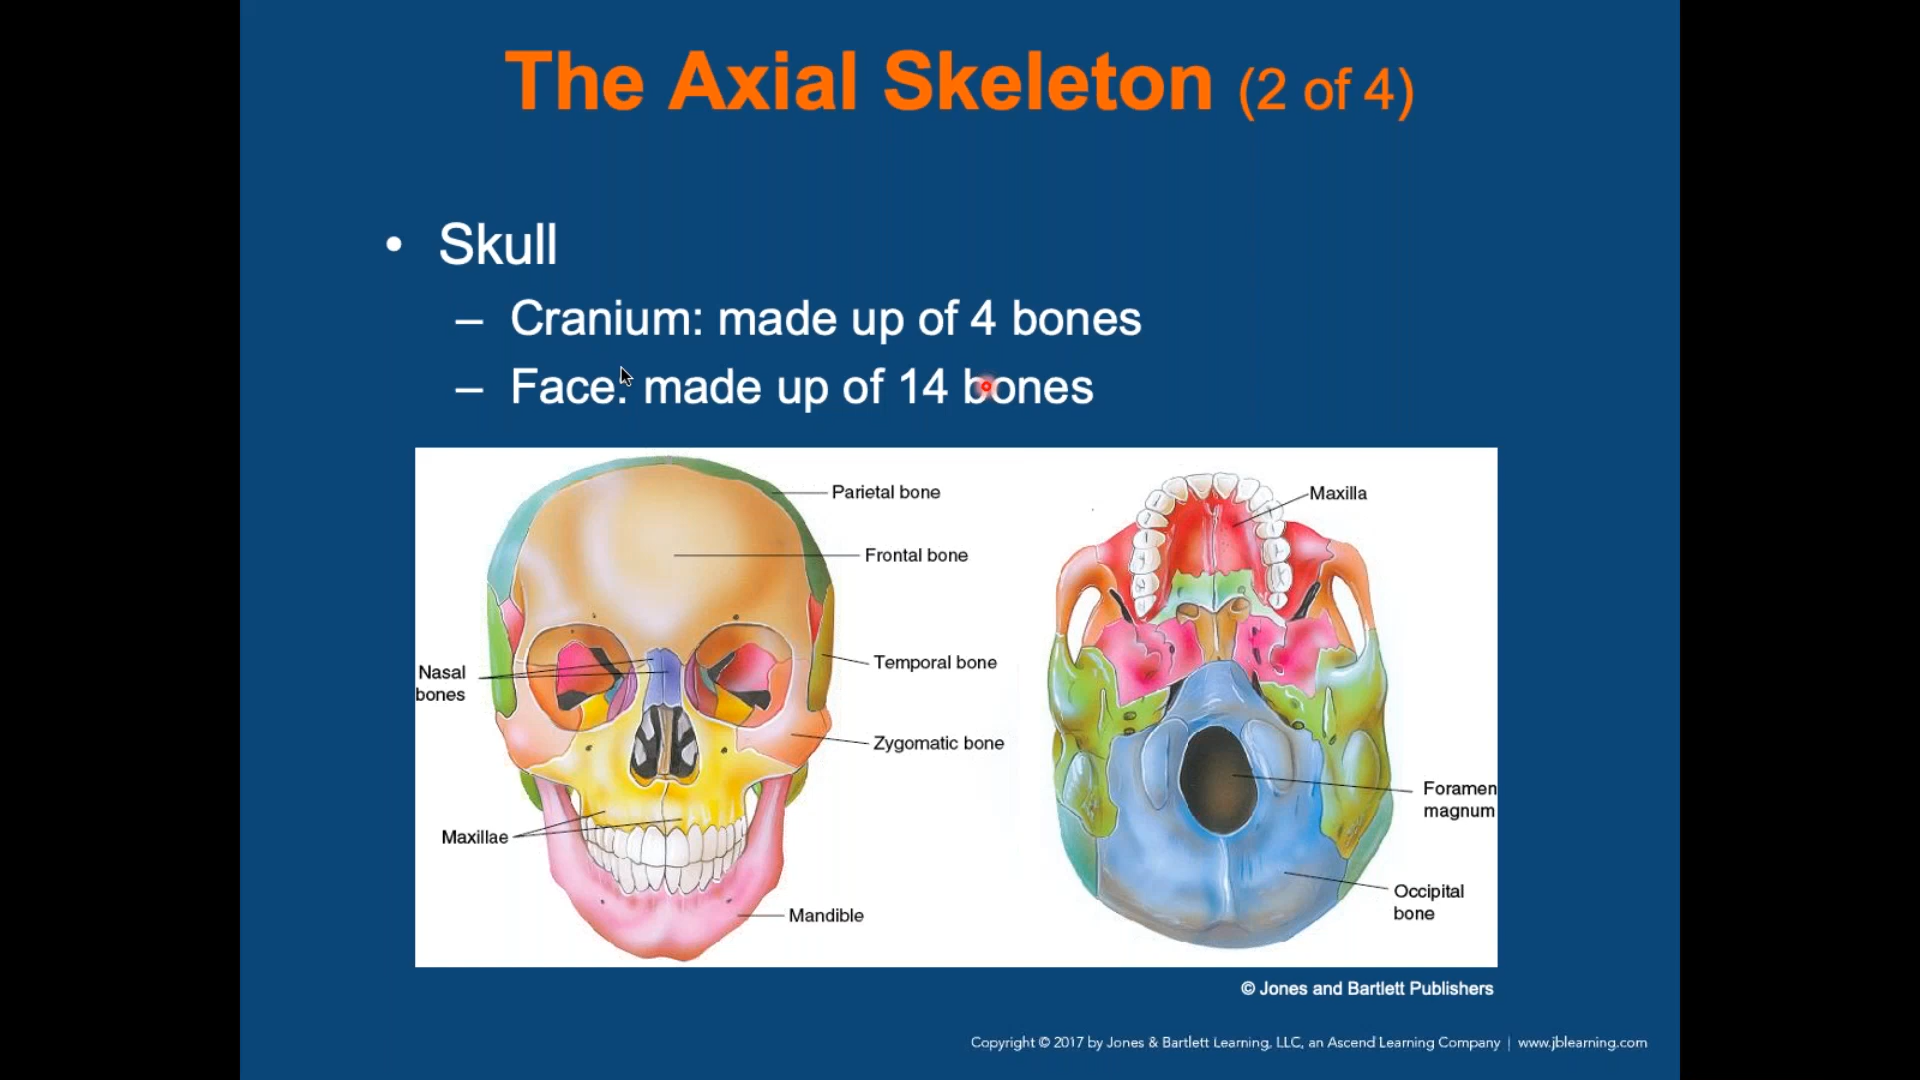 The Axial Skeleton (2 of 4)
• Skull
– Cranium: made up of 4 bones
– Face: made up of 14 bones
Parietal bone
Frontal bone
Temporal bone
Nasal
bones
Zygomatic bone
Maxillae
Mandible
Maxilla
Foramen
magnum
Occipital
bone
© Jones and Bartlett Publishers
Copyright © 2017 by Jones & Bartlett Learning, LLC, an Ascend Learning Company | www.jblearning.com